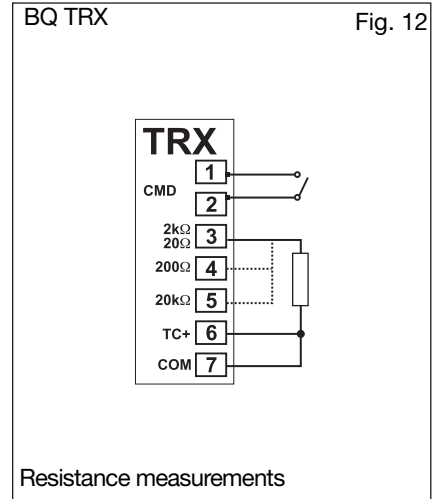 BQ TRX
Fig. 12
TRX
1
CMD
2
2kΩ
20Ω
3
200Ω 4
20kΩ 5
TC+ 6
COM 7
Resistance measurements